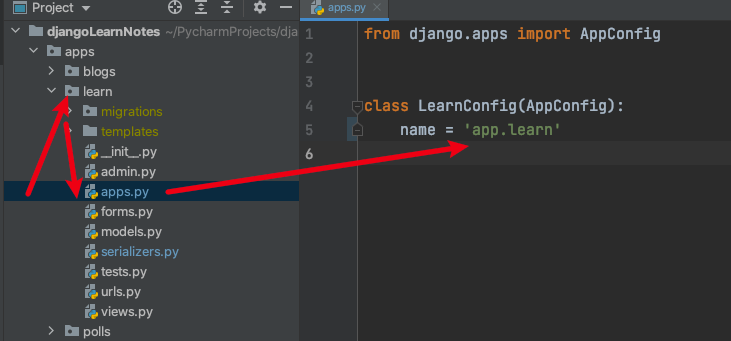 Project
djangoLearnNotes ~/PycharmProjects/dja
apps
blogs
learn
migrations
templates
__init__.py
admin.py
apps.py
forms.py
models.py
serializers.py
tests.py
urls.py
views.py
polls
apps.py
1 from django.apps import AppConfig
4 class LearnConfig(AppConfig):
5 name = 'app.learn'
6